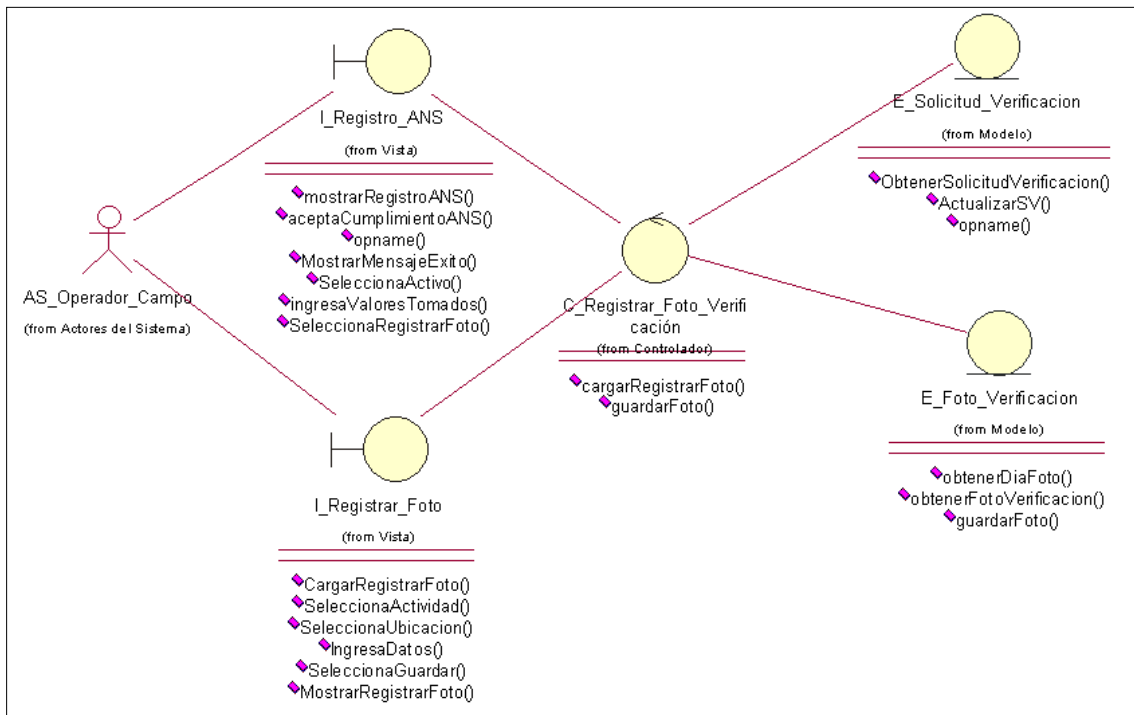 I_Registro_ANS
(from Vista)
mostrarRegistroANS()
aceptaCumplimientoANS()
opname()
MostrarMensajeExito()
SeleccionaActivo()
ingresaValoresTomados()
SeleccionaRegistrarFoto()
E_Solicitud_Verificacion
(from Modelo)
ObtenerSolicitudVerificacion()
ActualizarSV()
opname()
AS_Operador_Campo
(from Actores del Sistema)
C_Registrar_Foto_Verifi
cación
(from Controlador)
cargarRegistrarFoto()
guardarFoto()
E_Foto_Verificacion
(from Modelo)
obtenerDiaFoto()
obtenerFotoVerificacion()
guardarFoto()
I_Registrar_Foto
(from Vista)
CargarRegistrarFoto()
SeleccionaActividad()
SeleccionaUbicacion()
IngresaDatos()
SeleccionaGuardar()
MostrarRegistrarFoto()